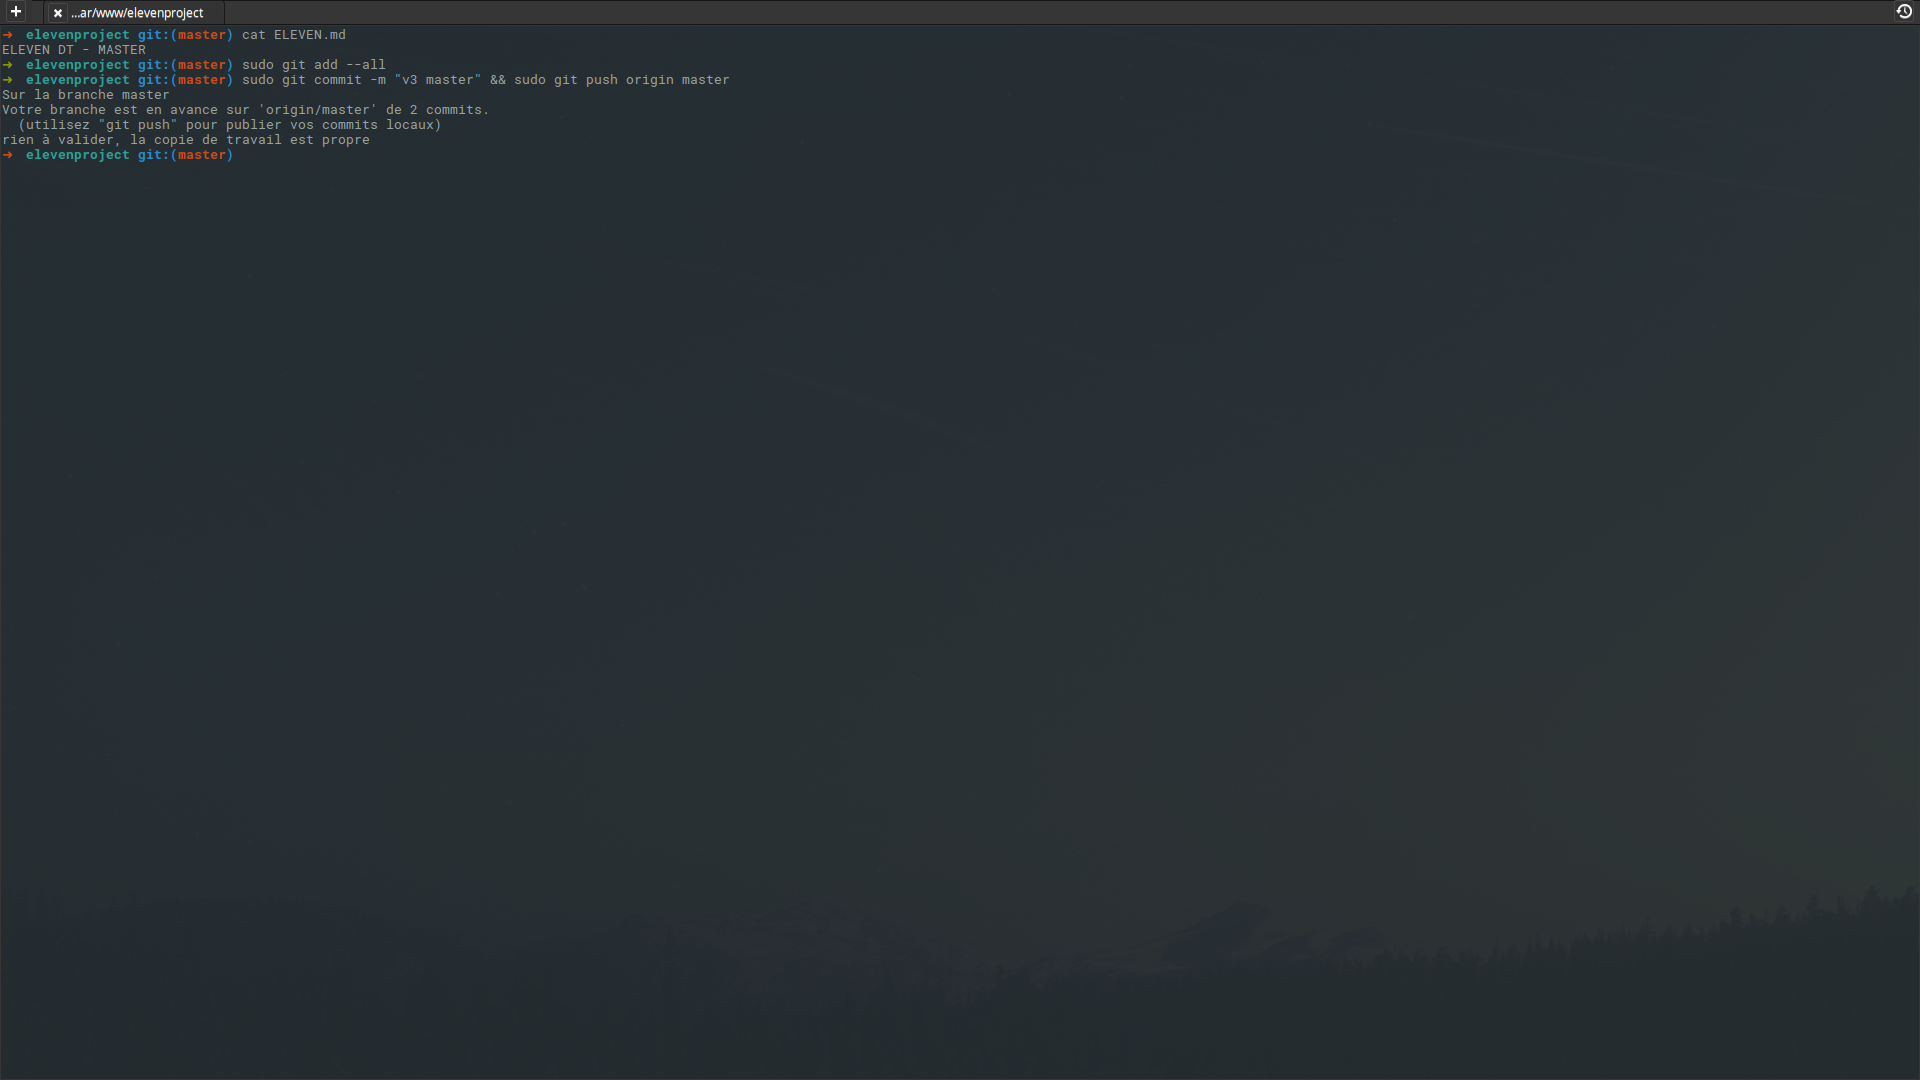 ...ar/www/elevenproject
➔ elevenproject git:(master) cat ELEVEN.md
ELEVEN DT - MASTER
➔ elevenproject git:(master) sudo git add --all
➔ elevenproject git:(master) sudo git commit -m "v3 master" && sudo git push origin master
Sur la branche master
Votre branche est en avance sur 'origin/master' de 2 commits.
  (utilisez "git push" pour publier vos commits locaux)
rien à valider, la copie de travail est propre
➔ elevenproject git:(master)